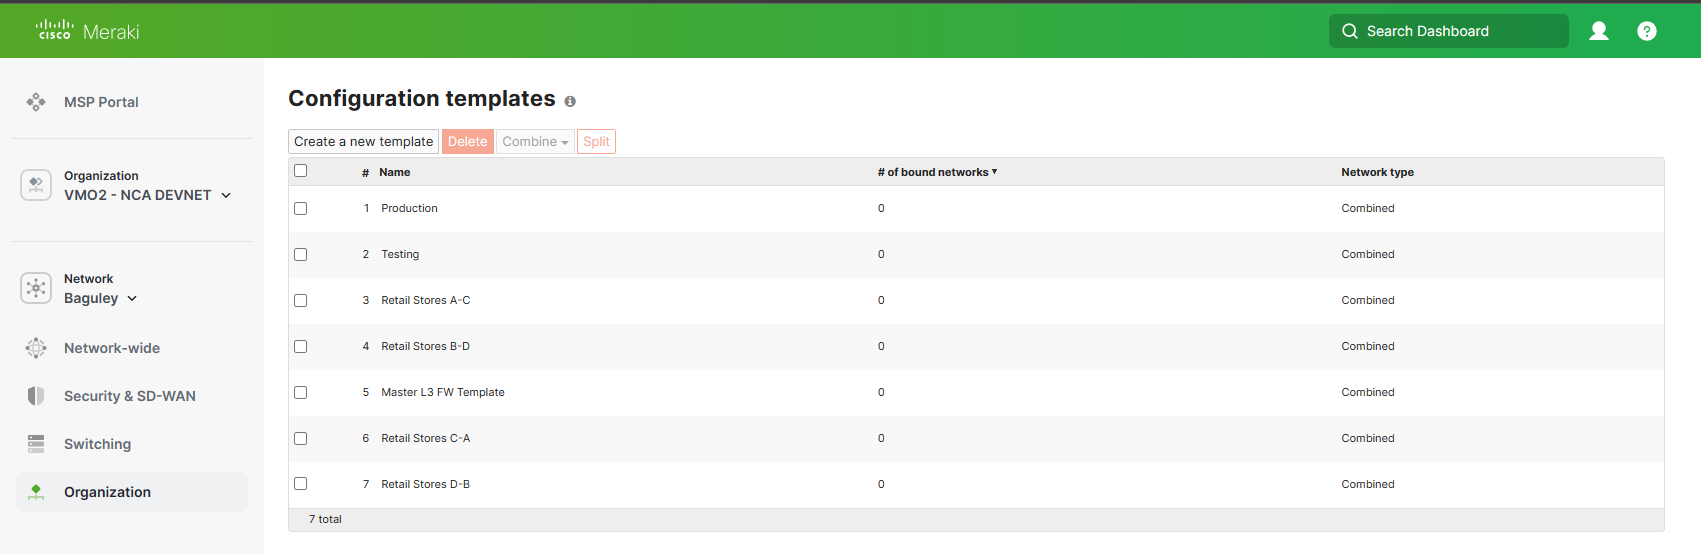 CISCO Meraki
Search Dashboard
MSP Portal
Organization
VMO2 - NCA DEVNET
Network
Baguley
Network-wide
Security & SD-WAN
Switching
Organization
Configuration templates
Create a new template Delete Combine Split
# Name # of bound networks Network type
1 Production 0 Combined
2 Testing 0 Combined
3 Retail Stores A-C 0 Combined
4 Retail Stores B-D 0 Combined
5 Master L3 FW Template 0 Combined
6 Retail Stores C-A 0 Combined
7 Retail Stores D-B 0 Combined
7 total